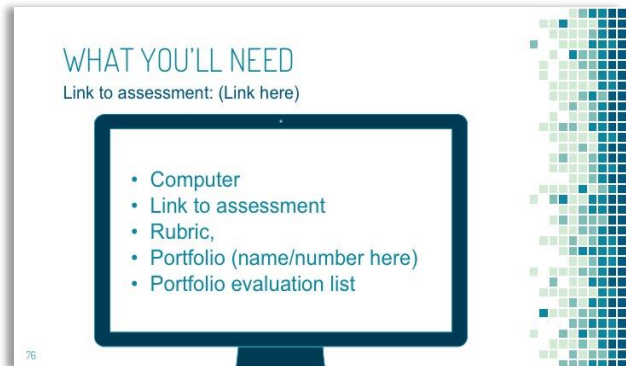 WHAT YOU'LL NEED
Link to assessment: (Link here)
• Computer
• Link to assessment
• Rubric,
• Portfolio (name/number here)
• Portfolio evaluation list
76